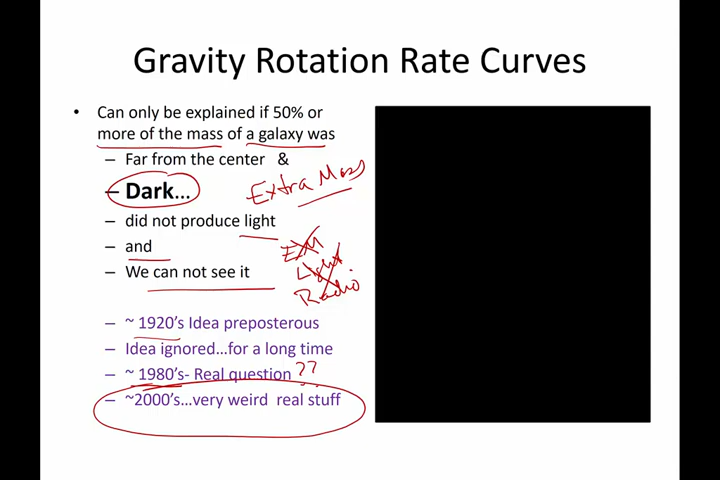 Gravity Rotation Rate Curves
• Can only be explained if 50% or
more of the mass of a galaxy was
– Far from the center &
– Dark...
Extra Mass
– did not produce light
– and
– We can not see it
EM
Light
Radio
– ~ 1920's Idea preposterous
– Idea ignored...for a long time
– ~ 1980's- Real question ??
– ~2000's...very weird real stuff